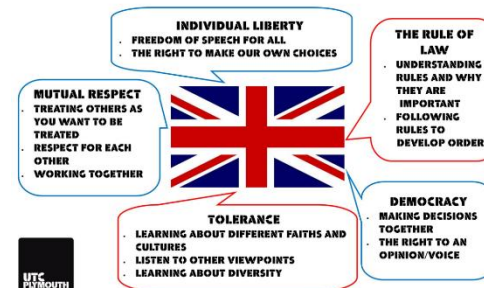 INDIVIDUAL LIBERTY
. FREEDOM OF SPEECH FOR ALL
. THE RIGHT TO MAKE OUR OWN CHOICES
THE RULE OF
LAW
. UNDERSTANDING
RULES AND WHY
THEY ARE
IMPORTANT
. FOLLOWING
RULES TO
DEVELOP ORDER
MUTUAL RESPECT
. TREATING OTHERS AS
YOU WANT TO BE
TREATED
. RESPECT FOR EACH
OTHER
. WORKING TOGETHER
DEMOCRACY
. MAKING DECISIONS
TOGETHER
. THE RIGHT TO AN
OPINION/VOICE
TOLERANCE
. LEARNING ABOUT DIFFERENT FAITHS AND
CULTURES
. LISTEN TO OTHER VIEWPOINTS
. LEARNING ABOUT DIVERSITY
UTC
PLYMOUTH